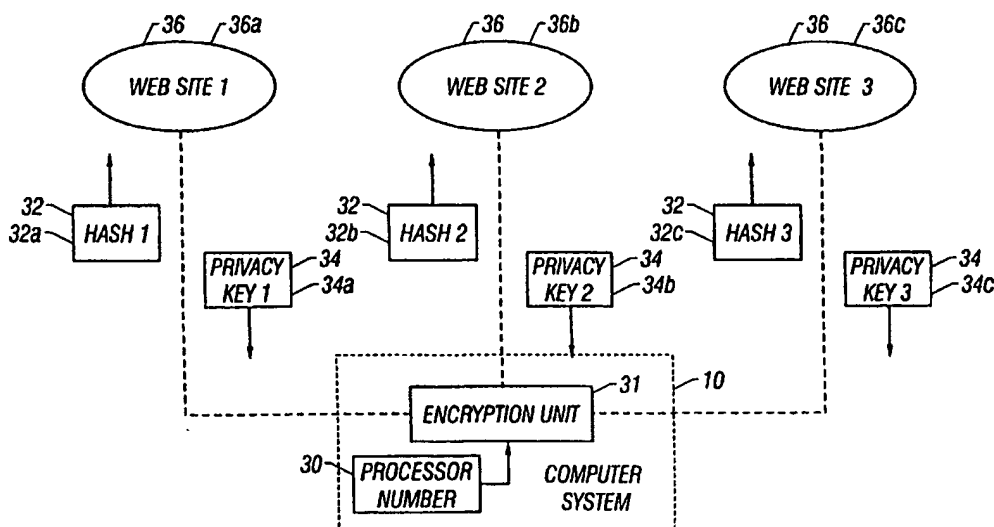 36 36a 36 36b 36 36c
WEB SITE 1 WEB SITE 2 WEB SITE 3
32 32 32
32a HASH 1 32b HASH 2 32c HASH 3
PRIVACY 34 PRIVACY 34 PRIVACY 34
KEY 1 34a KEY 2 34b KEY 3 34c
31 10
ENCRYPTION UNIT
30 PROCESSOR COMPUTER
NUMBER SYSTEM